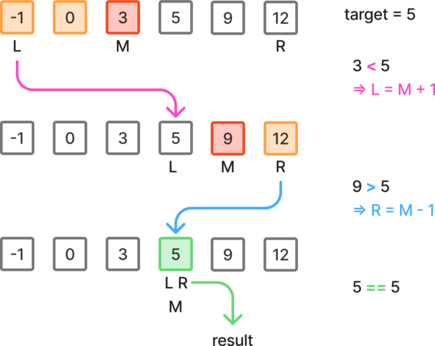 -1 0 3 5 9 12 target = 5
L M R
3 < 5
⇒ L = M + 1
-1 0 3 5 9 12
L M R
9 > 5
⇒ R = M - 1
-1 0 3 5 9 12
L R 5 == 5
M
result